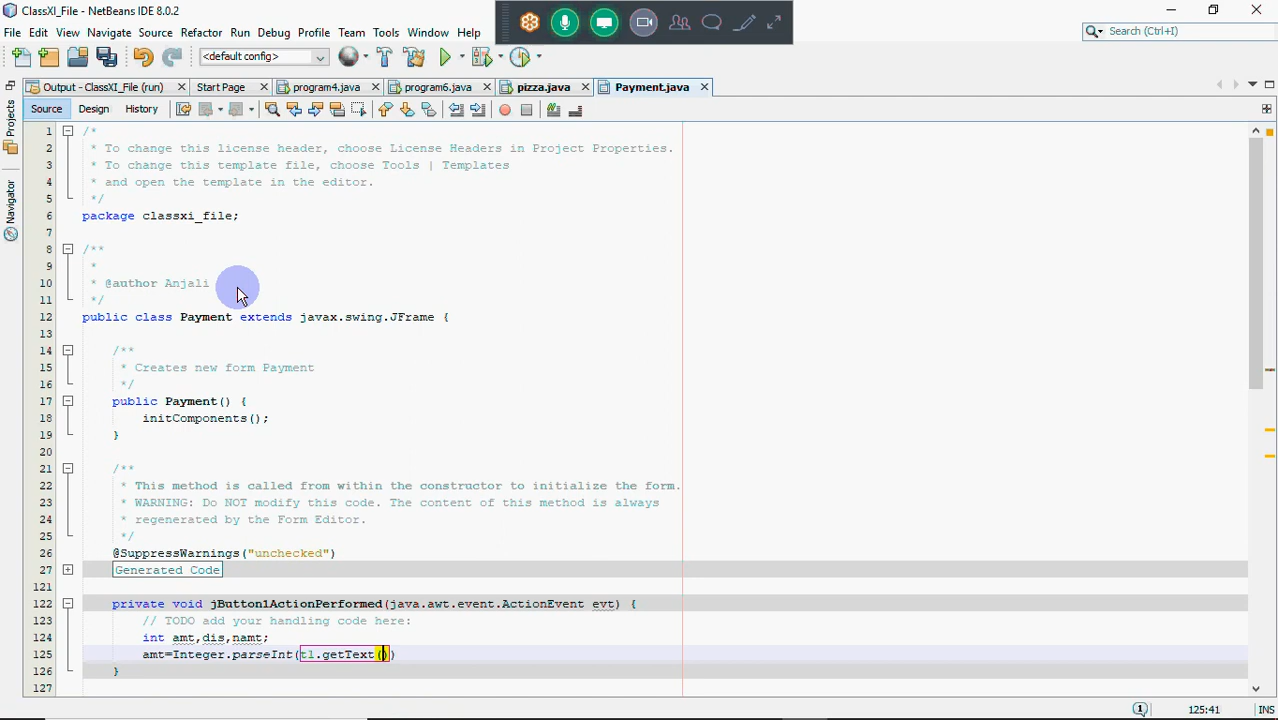 ClassXI_File - NetBeans IDE 8.0.2
File Edit View Navigate Source Refactor Run Debug Profile Team Tools Window Help
Search (Ctrl+I)
<default config>
Output - ClassXI_File (run) Start Page program4.java program6.java pizza.java Payment.java
Source Design History
Projects
Navigator
1 /*
2 * To change this license header, choose License Headers in Project Properties.
3 * To change this template file, choose Tools | Templates
4 * and open the template in the editor.
5 */
6 package classxi_file;
7
8 /**
9 *
10 * @author Anjali
11 */
12 public class Payment extends javax.swing.JFrame {
13
14 /**
15 * Creates new form Payment
16 */
17 public Payment() {
18 initComponents();
19 }
20
21 /**
22 * This method is called from within the constructor to initialize the form.
23 * WARNING: Do NOT modify this code. The content of this method is always
24 * regenerated by the Form Editor.
25 */
26 @SuppressWarnings("unchecked")
27 Generated Code
121
122 private void jButton1ActionPerformed(java.awt.event.ActionEvent evt) {
123 // TODO add your handling code here:
124 int amt,dis,namt;
125 amt=Integer.parseInt(t1.getText())
126 }
127
125:41 INS